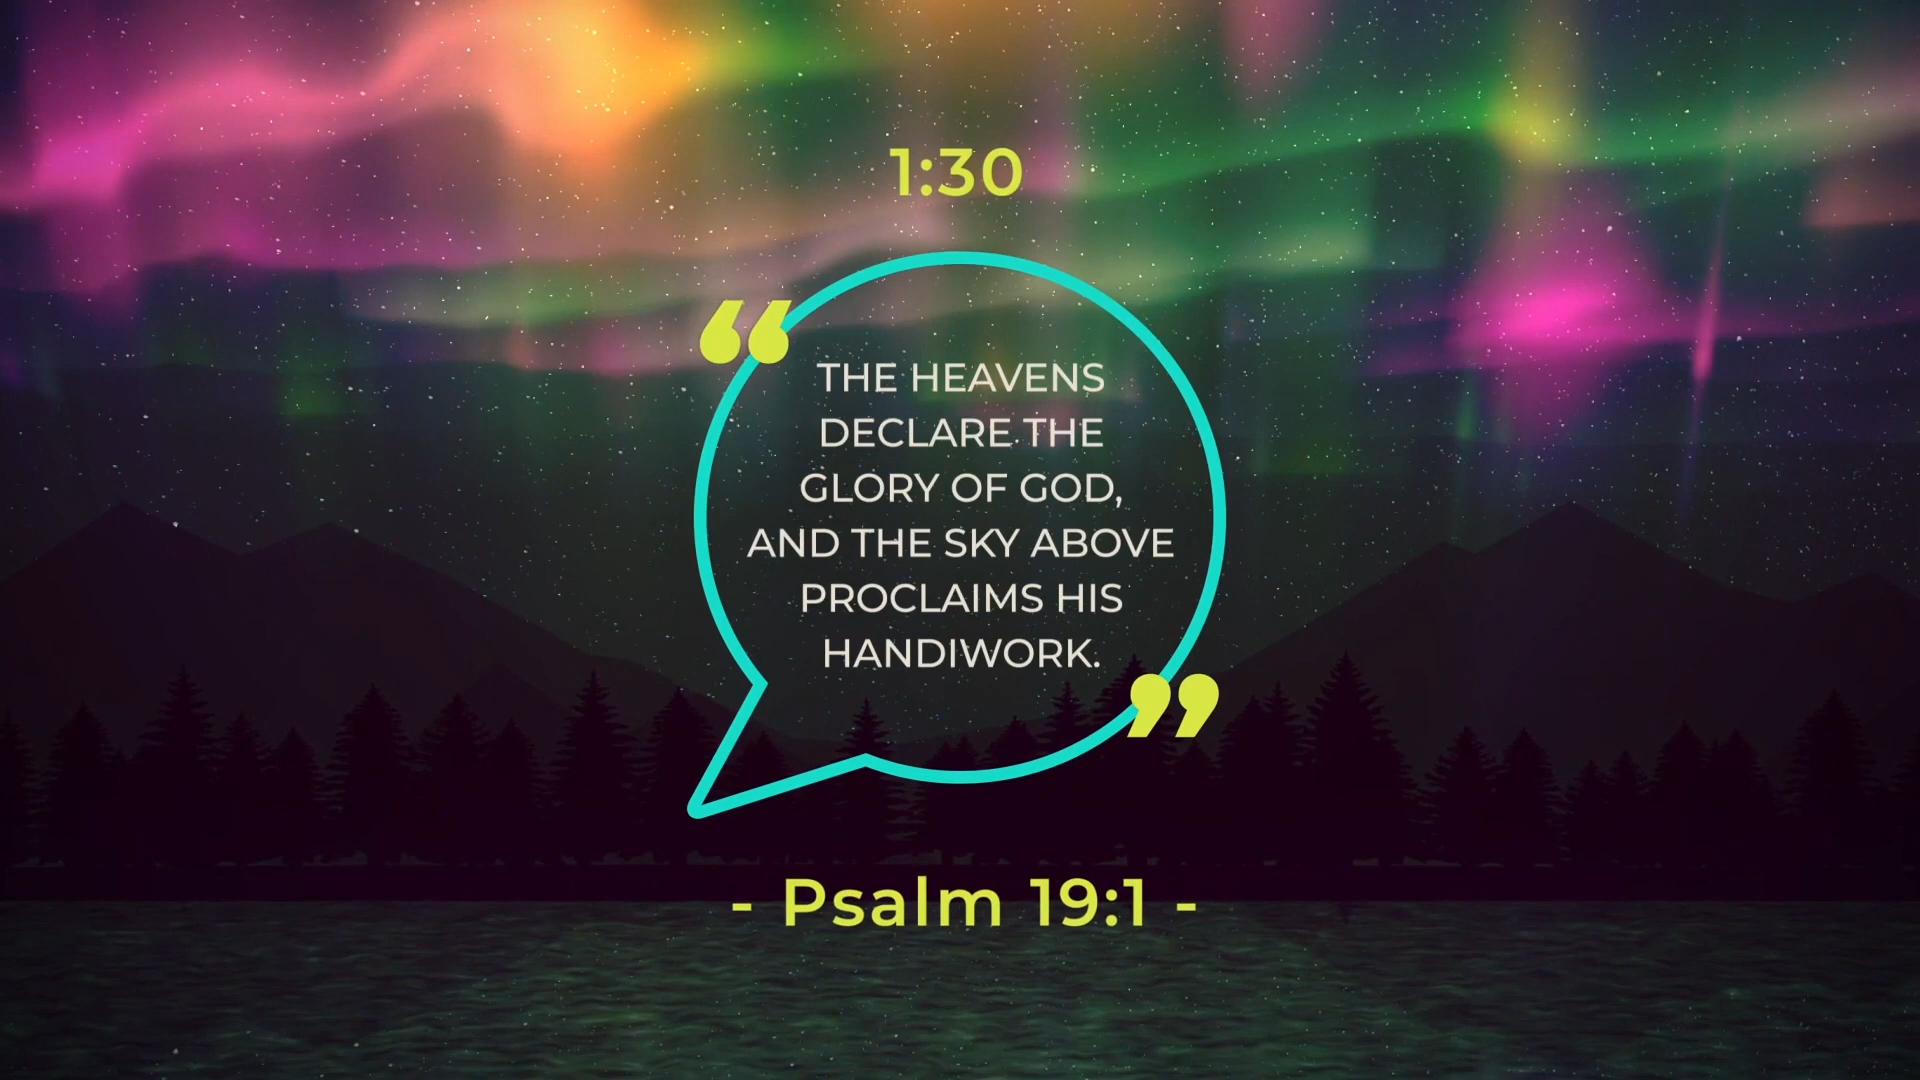 1:30
“
THE HEAVENS
DECLARE THE
GLORY OF GOD,
AND THE SKY ABOVE
PROCLAIMS HIS
HANDIWORK.
”
- Psalm 19:1 -